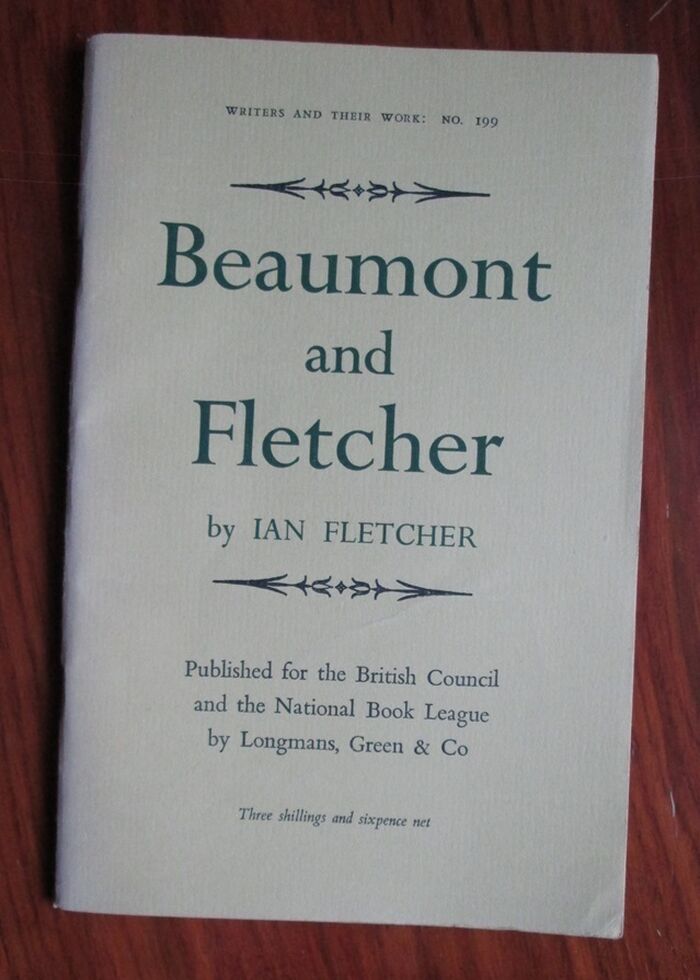 WRITERS AND THEIR WORK: NO. 199
Beaumont
and
Fletcher
by IAN FLETCHER
Published for the British Council
and the National Book League
by Longmans, Green & Co
Three shillings and sixpence net